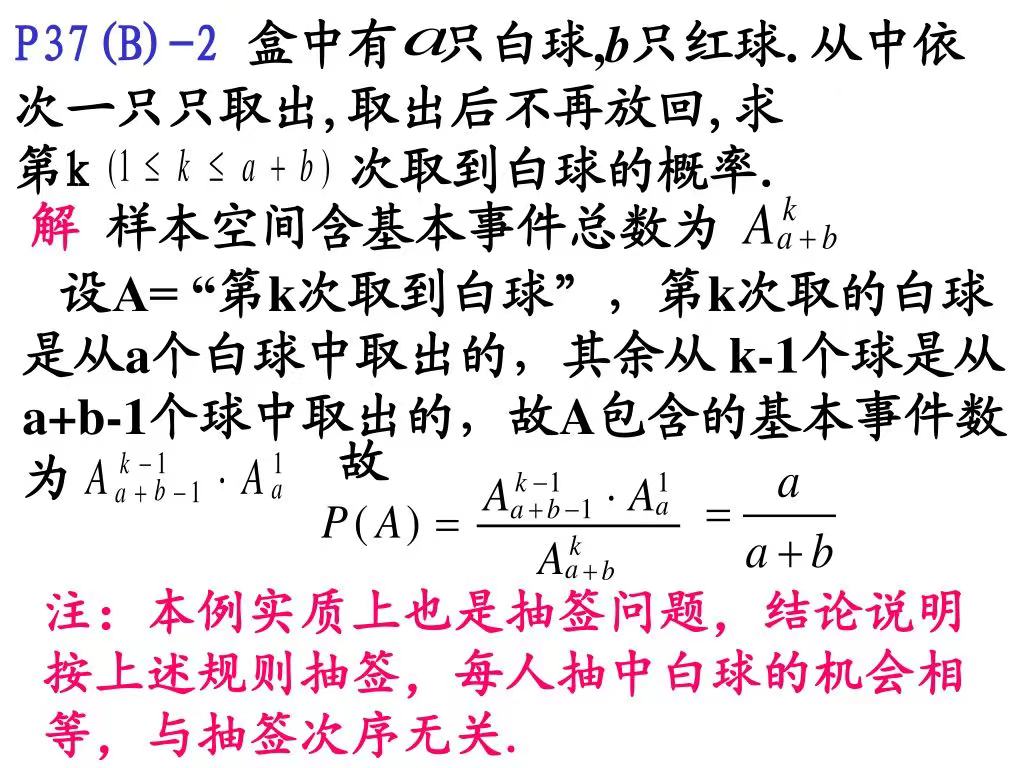 P37(B)-2 盒中有a只白球,b只红球.从中依
次一只只取出,取出后不再放回,求
第k (1 ≤ k ≤ a + b) 次取到白球的概率.
解 样本空间含基本事件总数为 A_{a+b}^{k}
设A=“第k次取到白球”，第k次取的白球
是从a个白球中取出的，其余从 k-1个球是从
a+b-1个球中取出的，故A包含的基本事件数
为 A_{a+b-1}^{k-1} · A_{a}^{1} 故
P(A) = \frac{A_{a+b-1}^{k-1} · A_{a}^{1}}{A_{a+b}^{k}} = \frac{a}{a+b}
注：本例实质上也是抽签问题，结论说明
按上述规则抽签，每人抽中白球的机会相
等，与抽签次序无关.